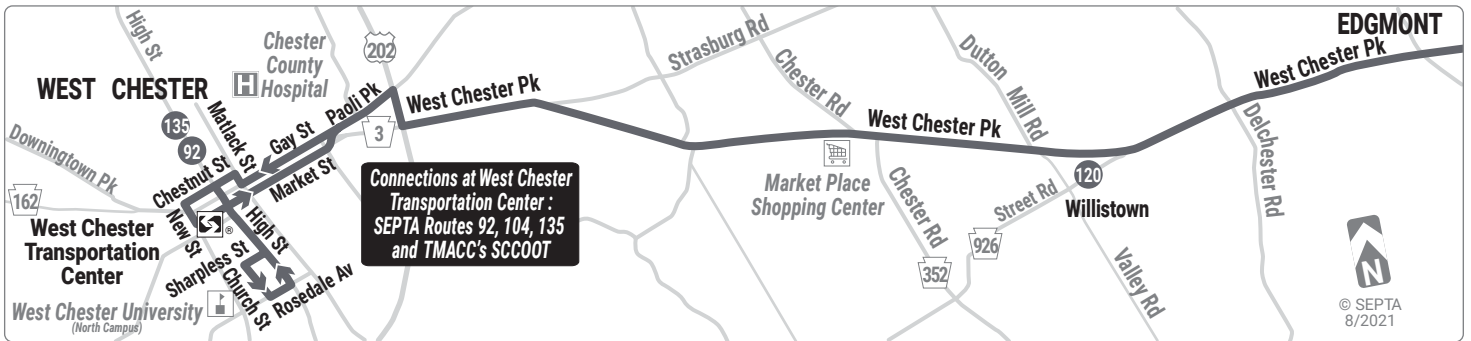 EDGMONT
High St
202
Strasburg Rd
Dutton
Mill Rd
West Chester Pk
Chester
County
Hospital
H
Chester Rd
WEST CHESTER
Paoli Pk
West Chester Pk
135
92
Matlack St
Gay St
3
West Chester Pk
Delchester Rd
Downingtown Pk
Chestnut St
Market St
Connections at West Chester
Transportation Center :
SEPTA Routes 92, 104, 135
and TMACC's SCCOOT
Market Place
Shopping Center
120
Street Rd
Willistown
162
New St
West Chester
Transportation
Center
®
High St
Chester Rd
926
352
Valley Rd
Sharpless St
Church St
Rosedale Av
West Chester University
(North Campus)
N
© SEPTA
8/2021